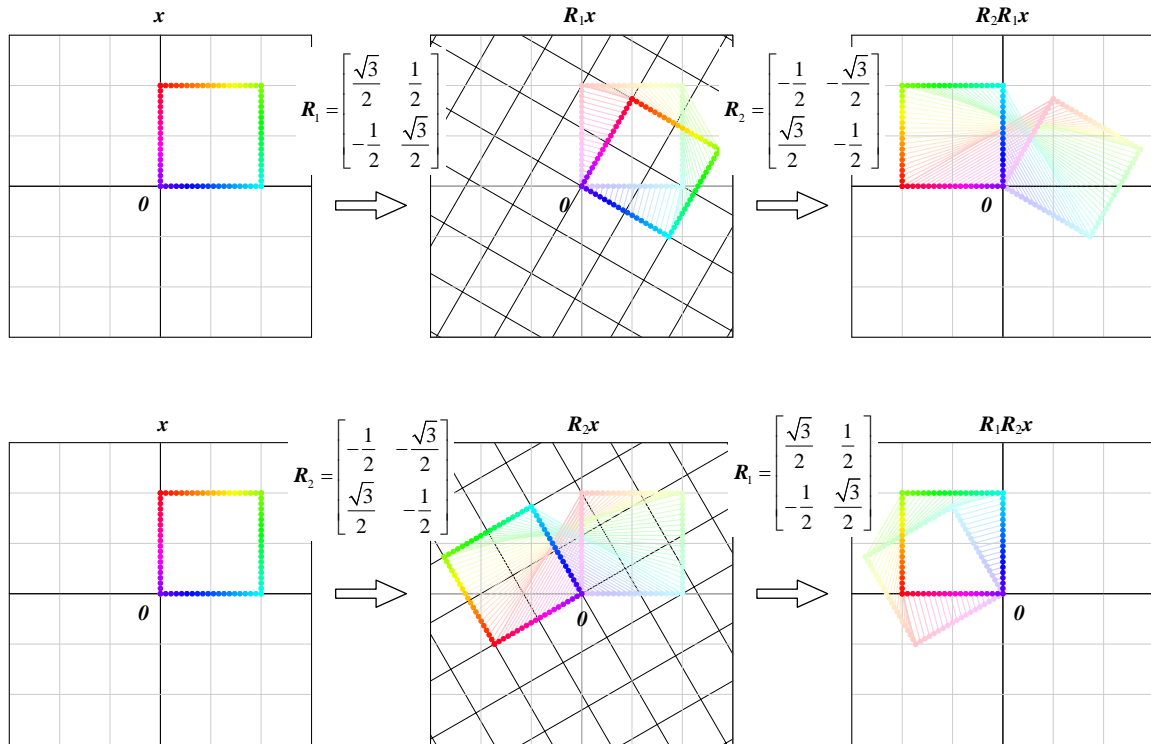 x
R₁x
R₂R₁x
R₁ = [√3/2 1/2
-1/2 √3/2]
R₂ = [-1/2 -√3/2
√3/2 -1/2]
0
0
0
x
R₂x
R₁R₂x
R₂ = [-1/2 -√3/2
√3/2 -1/2]
R₁ = [√3/2 1/2
-1/2 √3/2]
0
0
0